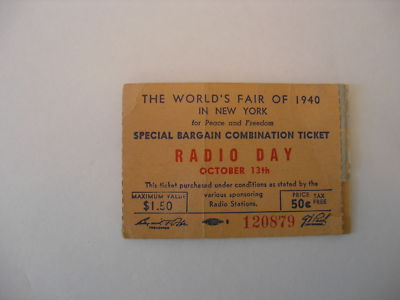 THE WORLD'S FAIR OF 1940
IN NEW YORK
for Peace and Freedom
SPECIAL BARGAIN COMBINATION TICKET
RADIO DAY
OCTOBER 13th
This ticket purchased under conditions as stated by the
various sponsoring
Radio Stations.
MAXIMUM VALUE
$1.50
PRICE TAX FREE
50¢
120879